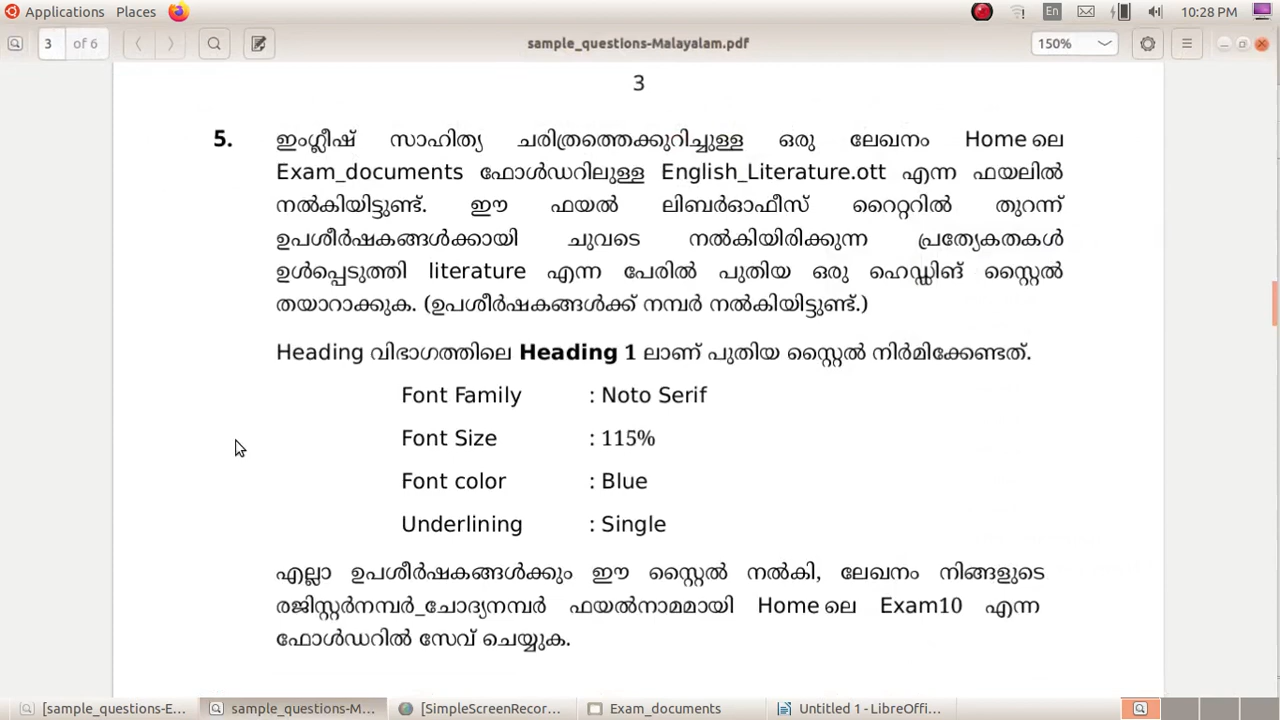 Applications Places En 10:28 PM
3 of 6 sample_questions-Malayalam.pdf 150%
3
5. ഇംഗ്ലീഷ് സാഹിത്യ ചരിത്രത്തെക്കുറിച്ചുള്ള ഒരു ലേഖനം Home ലെ
Exam_documents ഫോൾഡറിലുള്ള English_Literature.ott എന്ന ഫയലിൽ
നൽകിയിട്ടുണ്ട്. ഈ ഫയൽ ലിബർഓഫീസ് റൈറ്ററിൽ തുറന്ന്
ഉപശീർഷകങ്ങൾക്കായി ചുവടെ നൽകിയിരിക്കുന്ന പ്രത്യേകതകൾ
ഉൾപ്പെടുത്തി literature എന്ന പേരിൽ പുതിയ ഒരു ഹെഡ്ഡിങ് സ്റ്റൈൽ
തയാറാക്കുക. (ഉപശീർഷകങ്ങൾക്ക് നമ്പർ നൽകിയിട്ടുണ്ട്.)
Heading വിഭാഗത്തിലെ Heading 1 ലാണ് പുതിയ സ്റ്റൈൽ നിർമിക്കേണ്ടത്.
Font Family : Noto Serif
Font Size : 115%
Font color : Blue
Underlining : Single
എല്ലാ ഉപശീർഷകങ്ങൾക്കും ഈ സ്റ്റൈൽ നൽകി, ലേഖനം നിങ്ങളുടെ
രജിസ്റ്റർനമ്പർ_ചോദ്യനമ്പർ ഫയൽനാമമായി Home ലെ Exam10 എന്ന
ഫോൾഡറിൽ സേവ് ചെയ്യുക.
[sample_questions-E... sample_questions-M... [SimpleScreenRecor... Exam_documents Untitled 1 - LibreOffi...